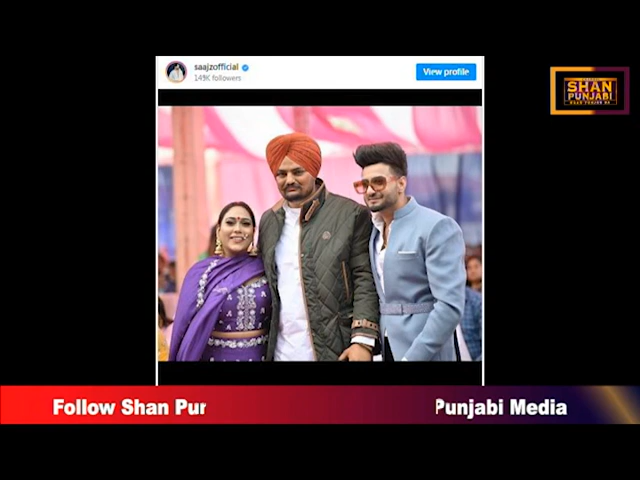 saajzofficial
149K followers
View profile
SHAN
PUNJABI
Follow Shan Pur
Punjabi Media